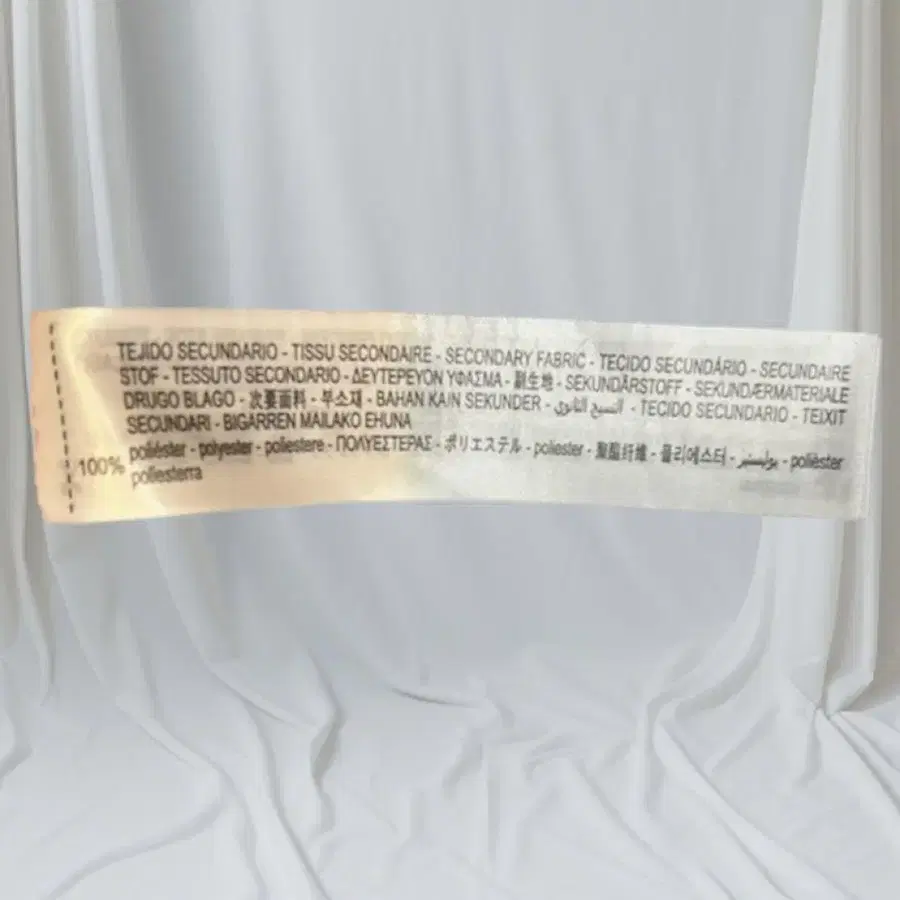 TEJIDO SECUNDARIO - TISSU SECONDAIRE - SECONDARY FABRIC - TECIDO SECUNDÁRIO - SECUNDAIRE
STOF - TESSUTO SECONDARIO - ΔΕΥΤΕΡΕΥΟΝ ΥΦΑΣΜΑ - 副生地 - SEKUNDÄRSTOFF - SEKUNDÆRMATERIALE
DRUGO BLAGO - 次要面料 - 부소재 - BAHAN KAIN SEKUNDER - النسيج الثانوي - TECIDO SECUNDARIO - TEIXIT
SECUNDARI - BIGARREN MAILAKO EHUNA
100% poliéster - polyester - poliestere - ΠΟΛΥΕΣΤΕΡΑΣ - ポリエステル - poliester - 聚酯纤维 - 폴리에스터 - بوليستير - polièster
poliesterra